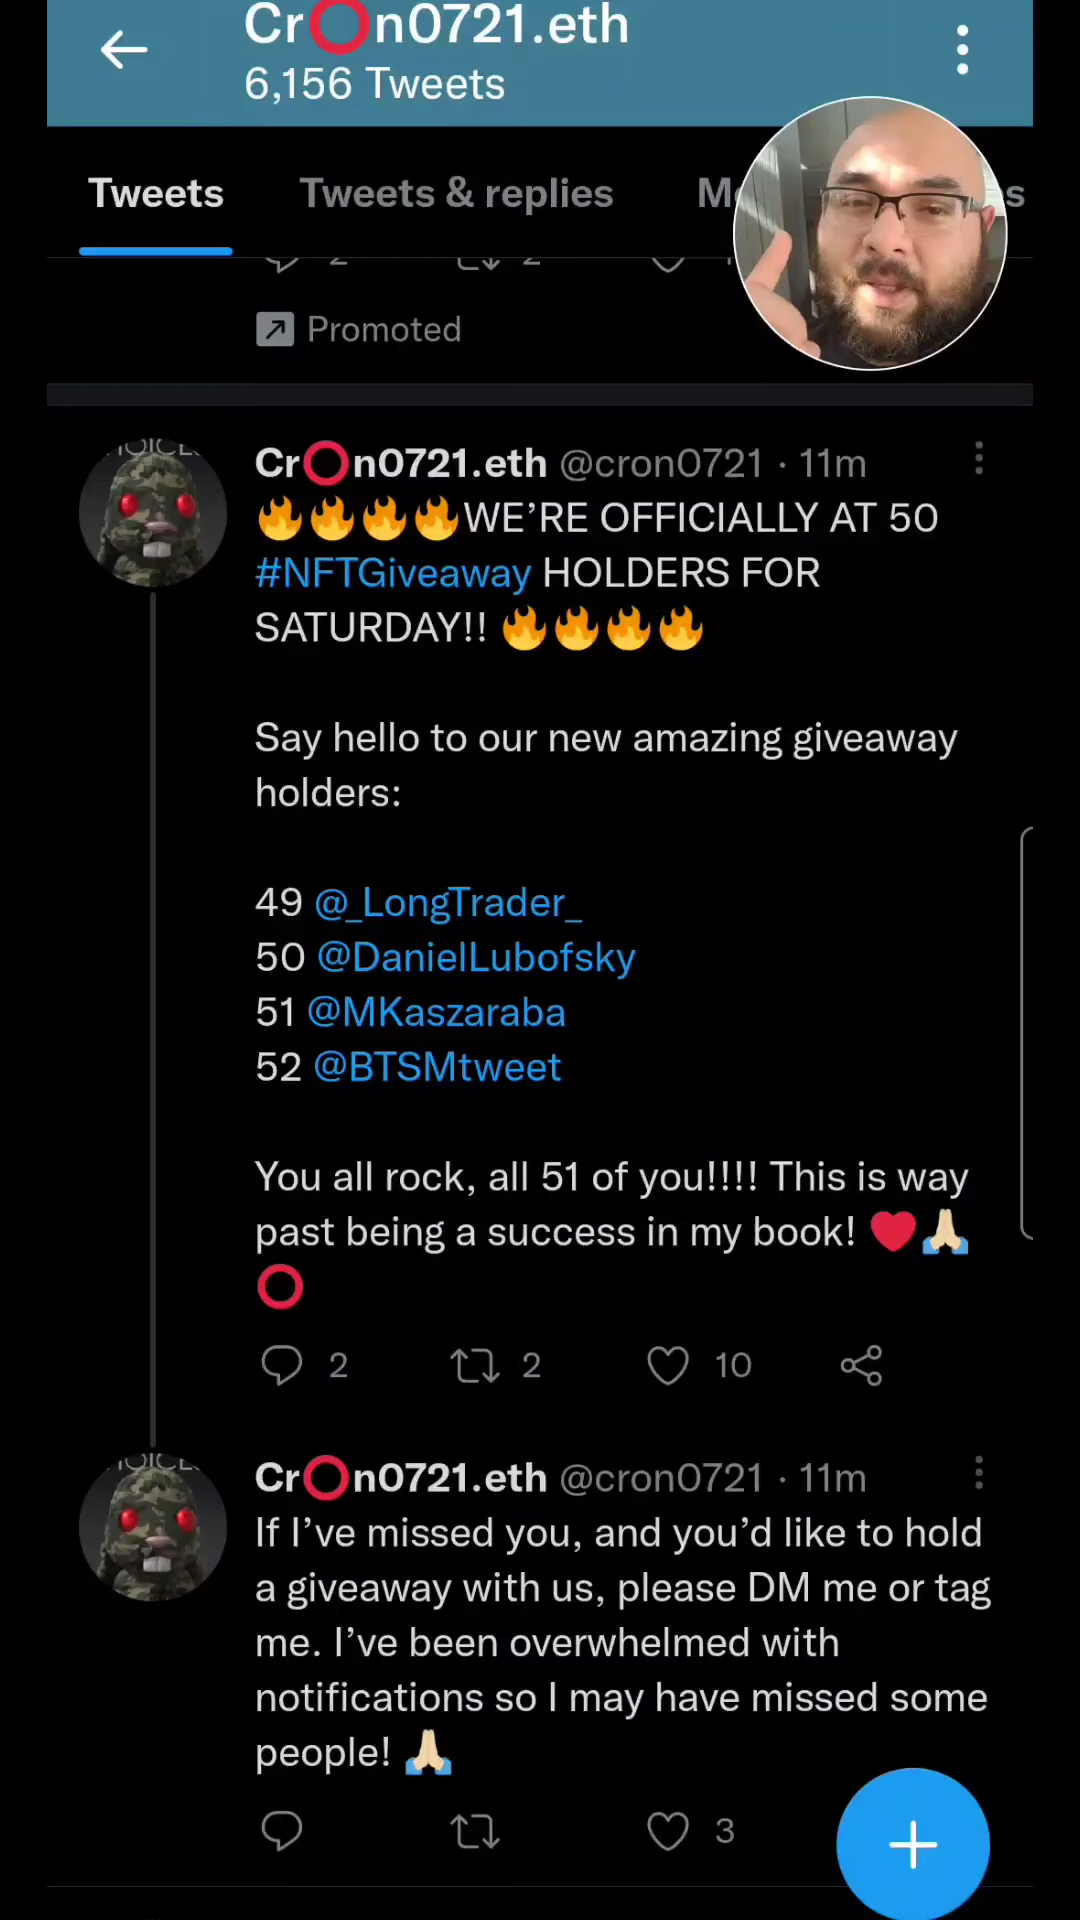 Cr⭕n0721.eth
6,156 Tweets
Tweets Tweets & replies
Promoted
Cr⭕n0721.eth @cron0721 · 11m
🔥🔥🔥🔥WE’RE OFFICIALLY AT 50
#NFTGiveaway HOLDERS FOR
SATURDAY!! 🔥🔥🔥🔥
Say hello to our new amazing giveaway
holders:
49 @_LongTrader_
50 @DanielLubofsky
51 @MKaszaraba
52 @BTSMtweet
You all rock, all 51 of you!!!! This is way
past being a success in my book! ❤️🙏🏻
⭕
2 2 10
Cr⭕n0721.eth @cron0721 · 11m
If I’ve missed you, and you’d like to hold
a giveaway with us, please DM me or tag
me. I’ve been overwhelmed with
notifications so I may have missed some
people! 🙏🏻
3